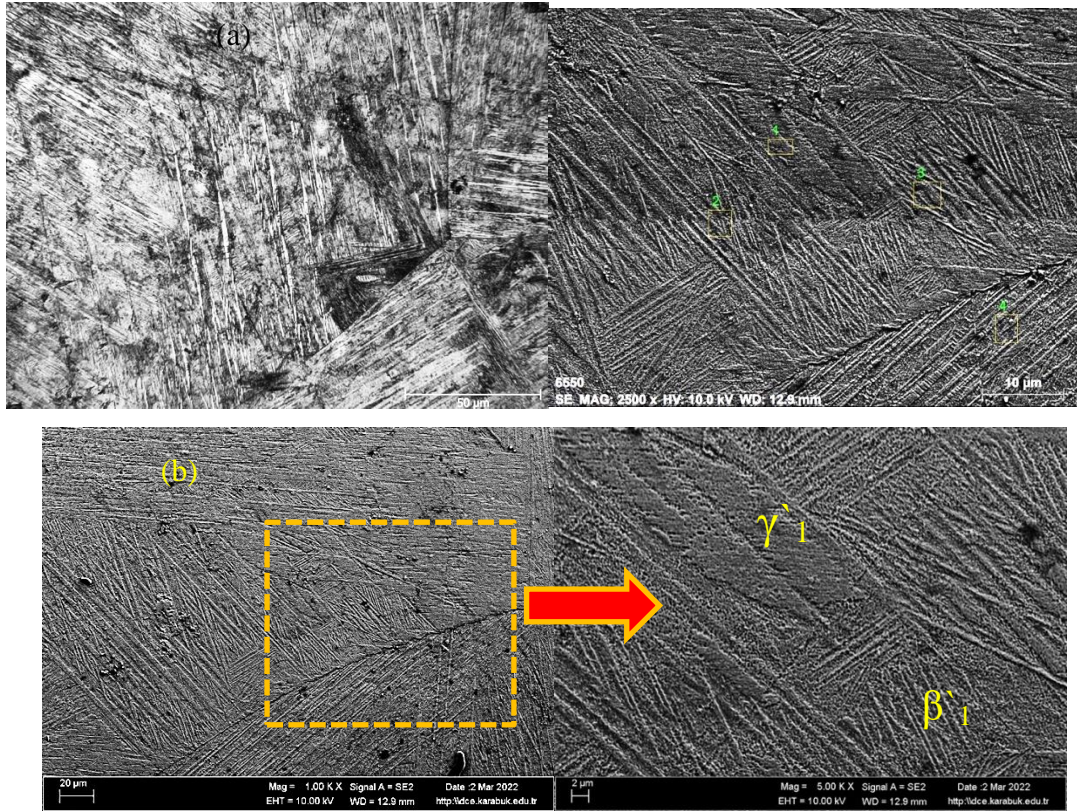 (a)
50 µm
4
3
2
4
5550
SE MAG: 2500 x HV: 10.0 kV WD: 12.9 mm
10 µm
(b)
γ`1
β`1
20 µm
Mag = 1.00 K X Signal A = SE2 Date :2 Mar 2022
EHT = 10.00 kV WD = 12.9 mm http\\dce.karabuk.edu.tr
2 µm
Mag = 5.00 K X Signal A = SE2 Date :2 Mar 2022
EHT = 10.00 kV WD = 12.9 mm http\\dce.karabuk.edu.tr